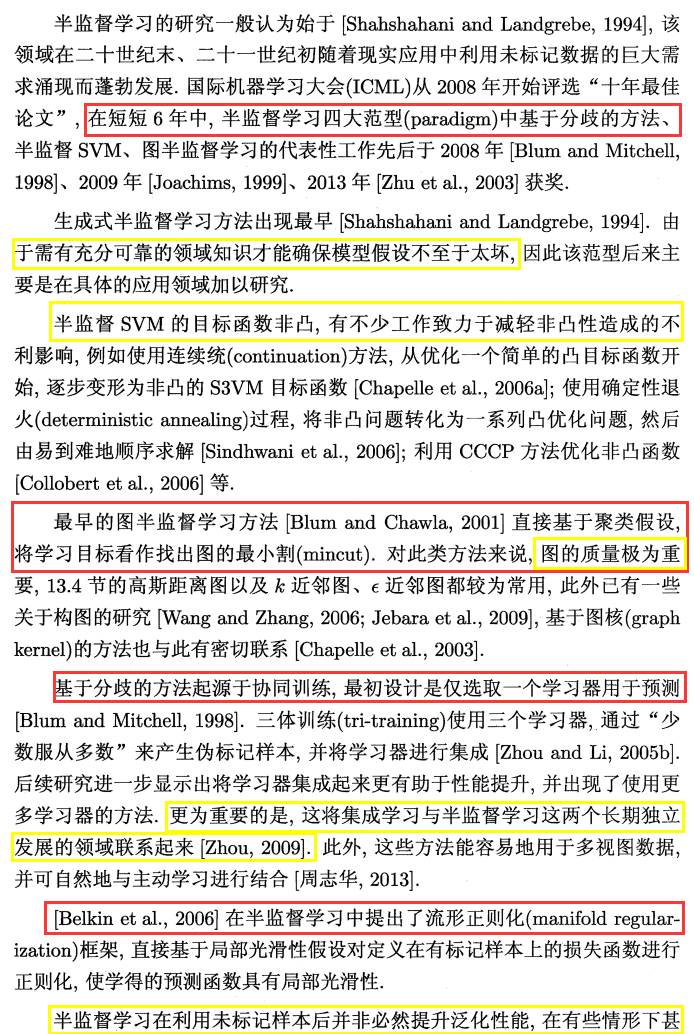 半监督学习的研究一般认为始于 [Shahshahani and Landgrebe, 1994], 该
领域在二十世纪末、二十一世纪初随着现实应用中利用未标记数据的巨大需
求涌现而蓬勃发展. 国际机器学习大会(ICML)从 2008 年开始评选“十年最佳
论文”, 在短短 6 年中, 半监督学习四大范型(paradigm)中基于分歧的方法、
半监督 SVM、图半监督学习的代表性工作先后于 2008 年 [Blum and Mitchell,
1998]、2009 年 [Joachims, 1999]、2013 年 [Zhu et al., 2003] 获奖.
生成式半监督学习方法出现最早 [Shahshahani and Landgrebe, 1994]. 由
于需有充分可靠的领域知识才能确保模型假设不至于太坏, 因此该范型后来主
要是在具体的应用领域加以研究.
半监督 SVM 的目标函数非凸, 有不少工作致力于减轻非凸性造成的不
利影响, 例如使用连续统(continuation)方法, 从优化一个简单的凸目标函数开
始, 逐步变形为非凸的 S3VM 目标函数 [Chapelle et al., 2006a]; 使用确定性退
火(deterministic annealing)过程, 将非凸问题转化为一系列凸优化问题, 然后
由易到难地顺序求解 [Sindhwani et al., 2006]; 利用 CCCP 方法优化非凸函数
[Collobert et al., 2006] 等.
最早的图半监督学习方法 [Blum and Chawla, 2001] 直接基于聚类假设,
将学习目标看作找出图的最小割(mincut). 对此类方法来说, 图的质量极为重
要, 13.4 节的高斯距离图以及 k 近邻图、ϵ 近邻图都较为常用, 此外已有一些
关于构图的研究 [Wang and Zhang, 2006; Jebara et al., 2009], 基于图核(graph
kernel)的方法也与此有密切联系 [Chapelle et al., 2003].
基于分歧的方法起源于协同训练, 最初设计是仅选取一个学习器用于预测
[Blum and Mitchell, 1998]. 三体训练(tri-training)使用三个学习器, 通过“少
数服从多数”来产生伪标记样本, 并将学习器进行集成 [Zhou and Li, 2005b].
后续研究进一步显示出将学习器集成起来更有助于性能提升, 并出现了使用更
多学习器的方法. 更为重要的是, 这将集成学习与半监督学习这两个长期独立
发展的领域联系起来 [Zhou, 2009]. 此外, 这些方法能容易地用于多视图数据,
并可自然地与主动学习进行结合 [周志华, 2013].
[Belkin et al., 2006] 在半监督学习中提出了流形正则化(manifold regular-
ization)框架, 直接基于局部光滑性假设对定义在有标记样本上的损失函数进行
正则化, 使学得的预测函数具有局部光滑性.
半监督学习在利用未标记样本后并非必然提升泛化性能, 在有些情形下甚